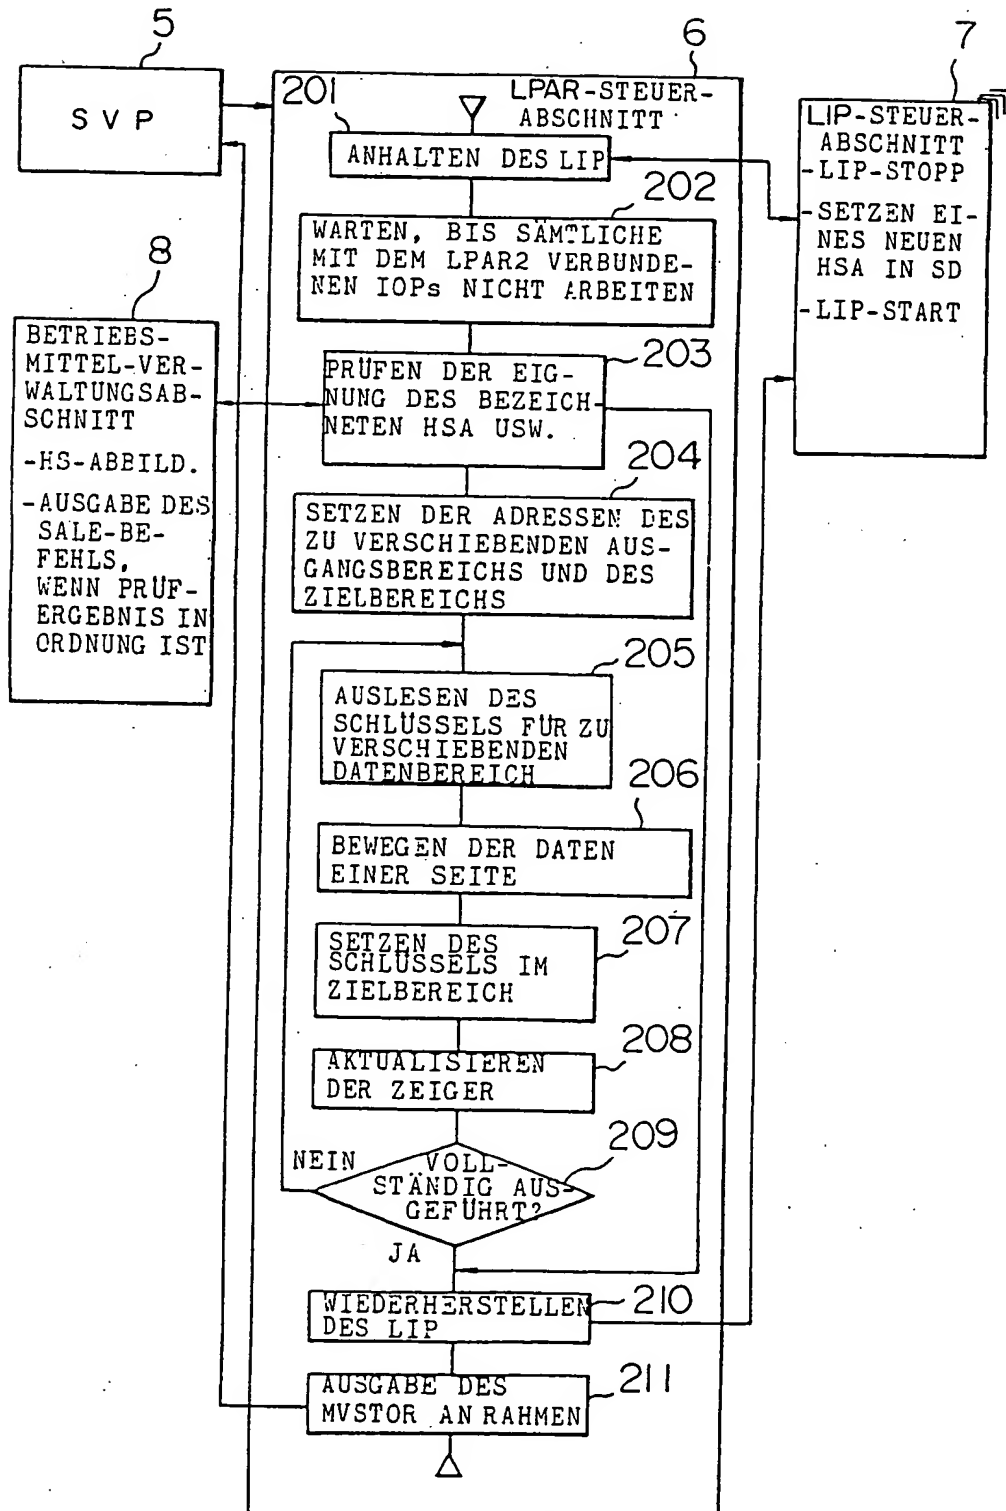 5
SVP
6
LPAR-STEUER-
ABSCHNITT
201
ANHALTEN DES LIP
202
WARTEN, BIS SÄMTLICHE
MIT DEM LPAR2 VERBUNDE-
NEN IOPs NICHT ARBEITEN
203
PRÜFEN DER EIG-
NUNG DES BEZEICH-
NETEN HSA USW.
204
SETZEN DER ADRESSEN DES
ZU VERSCHIEBENDEN AUS-
GANGSBEREICHS UND DES
ZIELBEREICHS
205
AUSLESEN DES
SCHLÜSSELS FÜR ZU
VERSCHIEBENDEN
DATENBEREICH
206
BEWEGEN DER DATEN
EINER SEITE
207
SETZEN DES
SCHLÜSSELS IM
ZIELBEREICH
208
AKTUALISIEREN
DER ZEIGER
209
NEIN
VOLL-
STÄNDIG AUS-
GEFÜHRT?
JA
210
WIEDERHERSTELLEN
DES LIP
211
AUSGABE DES
MVSTOR AN RAHMEN
7
LIP-STEUER-
ABSCHNITT
-LIP-STOPP
-SETZEN EI-
NES NEUEN
HSA IN SD
-LIP-START
8
BETRIEBS-
MITTEL-VER-
WALTUNGSAB-
SCHNITT
-HS-ABBILD.
-AUSGABE DES
SALE-BE-
FEHLS,
WENN PRÜF-
ERGEBNIS IN
ORDNUNG IST